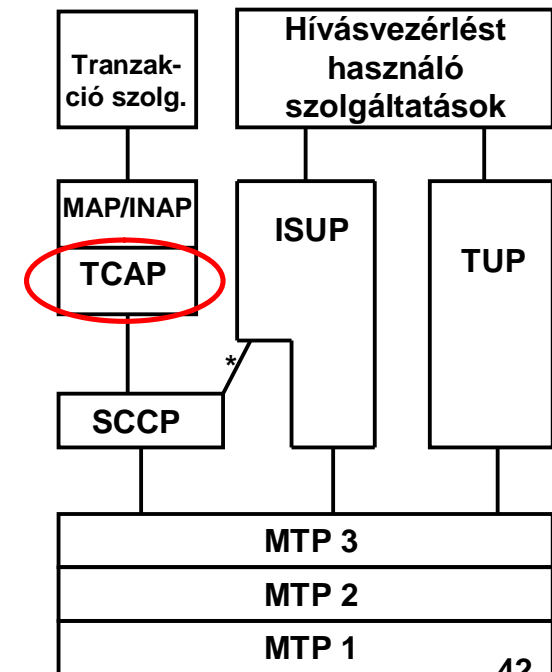 Tranzak-
ció szolg.
Hívásvezérlést
használó
szolgáltatások
MAP/INAP
TCAP
ISUP
TUP
*
SCCP
MTP 3
MTP 2
MTP 1
42